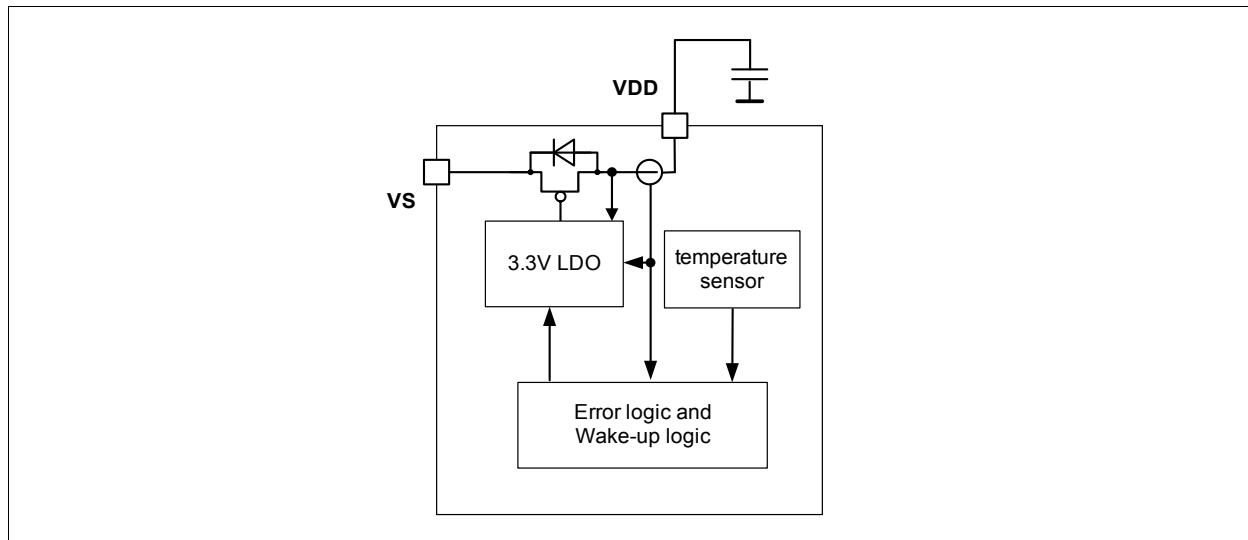 VDD
VS
3.3V LDO
temperature
sensor
Error logic and
Wake-up logic